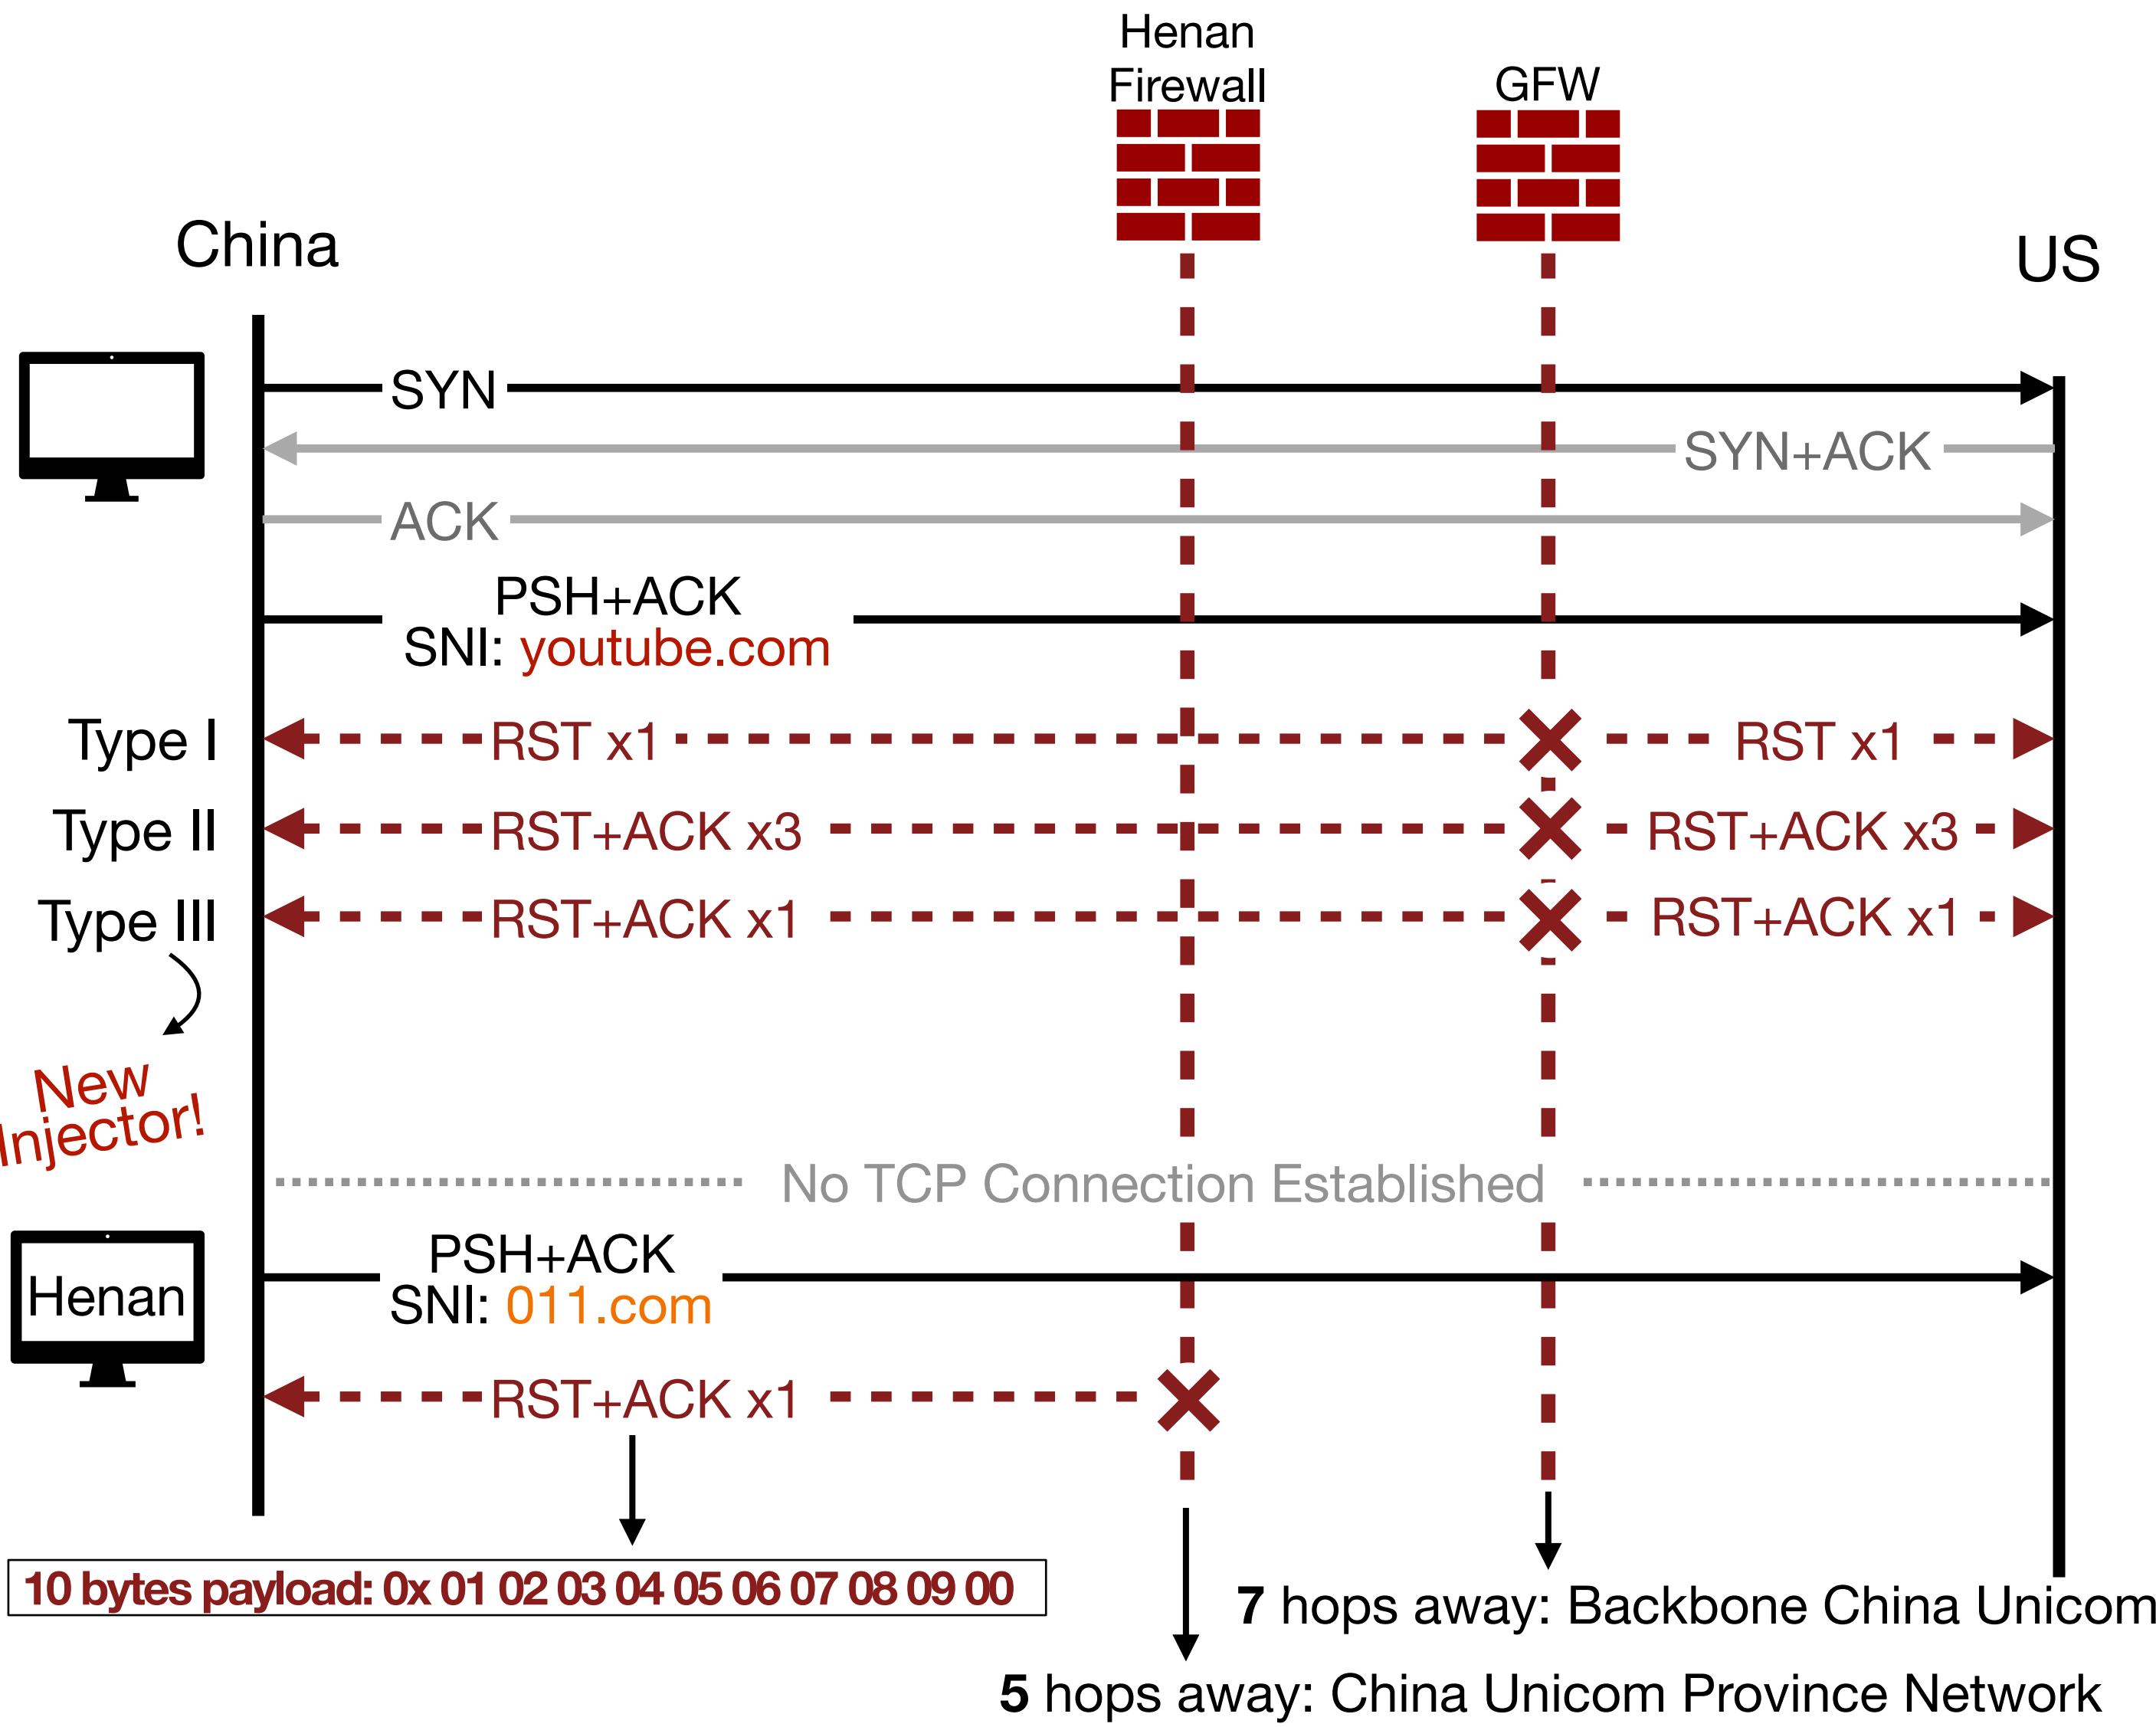 Henan
Firewall
GFW
China
US
SYN
SYN+ACK
ACK
PSH+ACK
SNI: youtube.com
Type I
RST x1
RST x1
Type II
RST+ACK x3
RST+ACK x3
Type III
RST+ACK x1
RST+ACK x1
New
Injector!
No TCP Connection Established
Henan
PSH+ACK
SNI: 011.com
RST+ACK x1
10 bytes payload: 0x 01 02 03 04 05 06 07 08 09 00
7 hops away: Backbone China Unicom
5 hops away: China Unicom Province Network